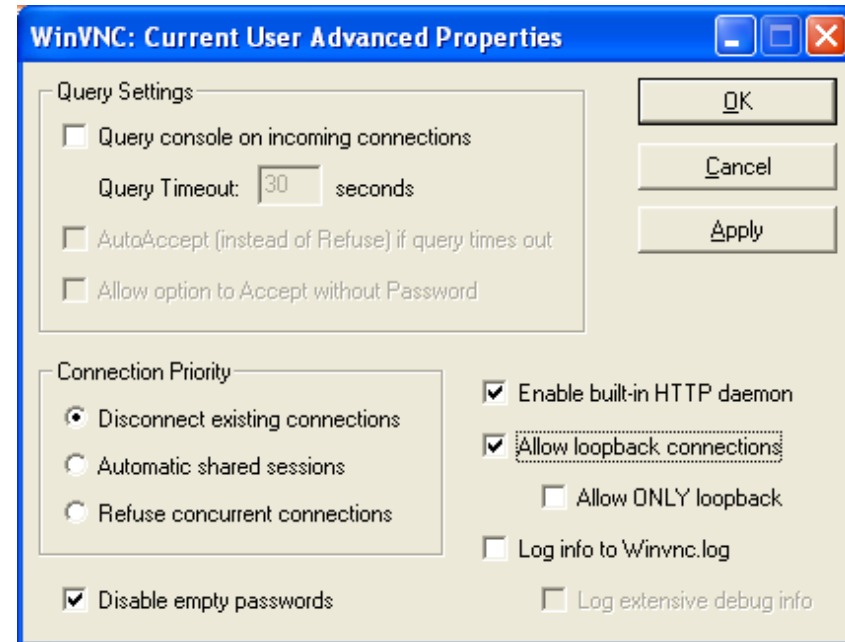 WinVNC: Current User Advanced Properties
Query Settings
Query console on incoming connections
Query Timeout: 30 seconds
AutoAccept (instead of Refuse) if query times out
Allow option to Accept without Password
OK
Cancel
Apply
Connection Priority
Disconnect existing connections
Automatic shared sessions
Refuse concurrent connections
Enable built-in HTTP daemon
Allow loopback connections
Allow ONLY loopback
Log info to Winvnc.log
Log extensive debug info
Disable empty passwords